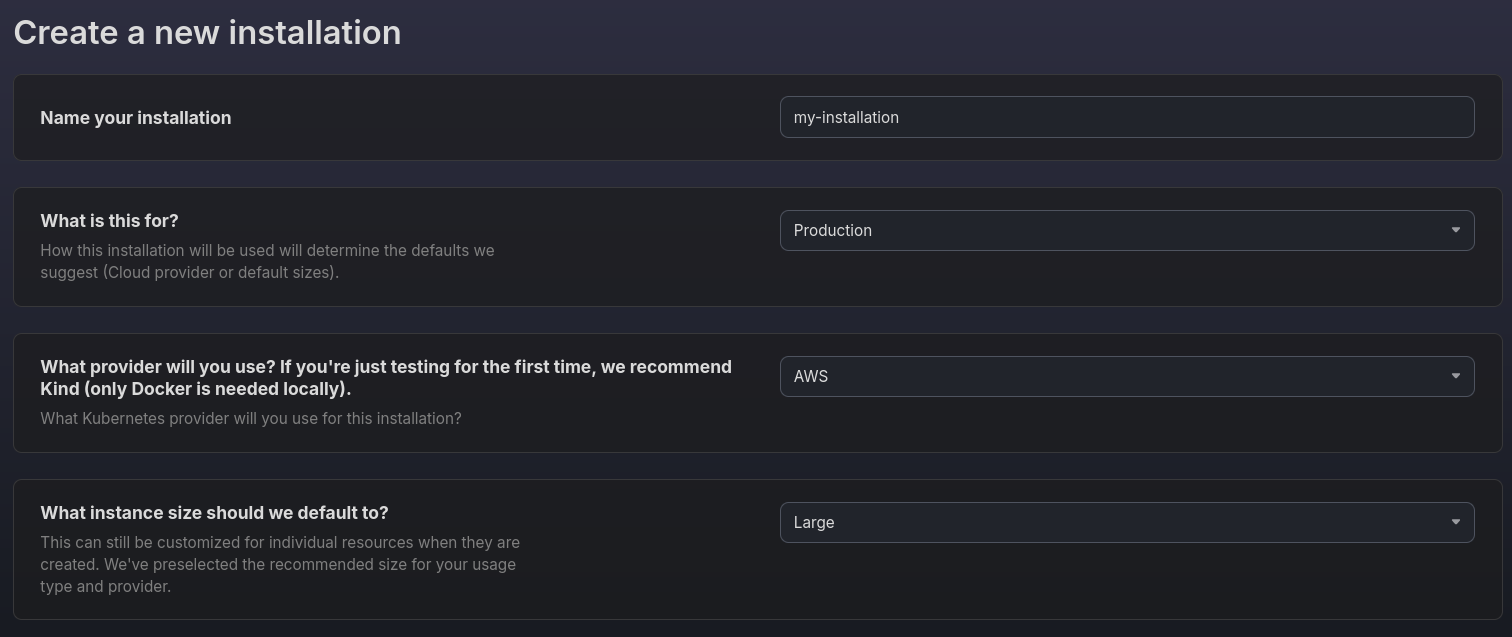 Create a new installation
Name your installation
my-installation
What is this for?
How this installation will be used will determine the defaults we
suggest (Cloud provider or default sizes).
Production
What provider will you use? If you're just testing for the first time, we recommend
Kind (only Docker is needed locally).
What Kubernetes provider will you use for this installation?
AWS
What instance size should we default to?
This can still be customized for individual resources when they are
created. We've preselected the recommended size for your usage
type and provider.
Large